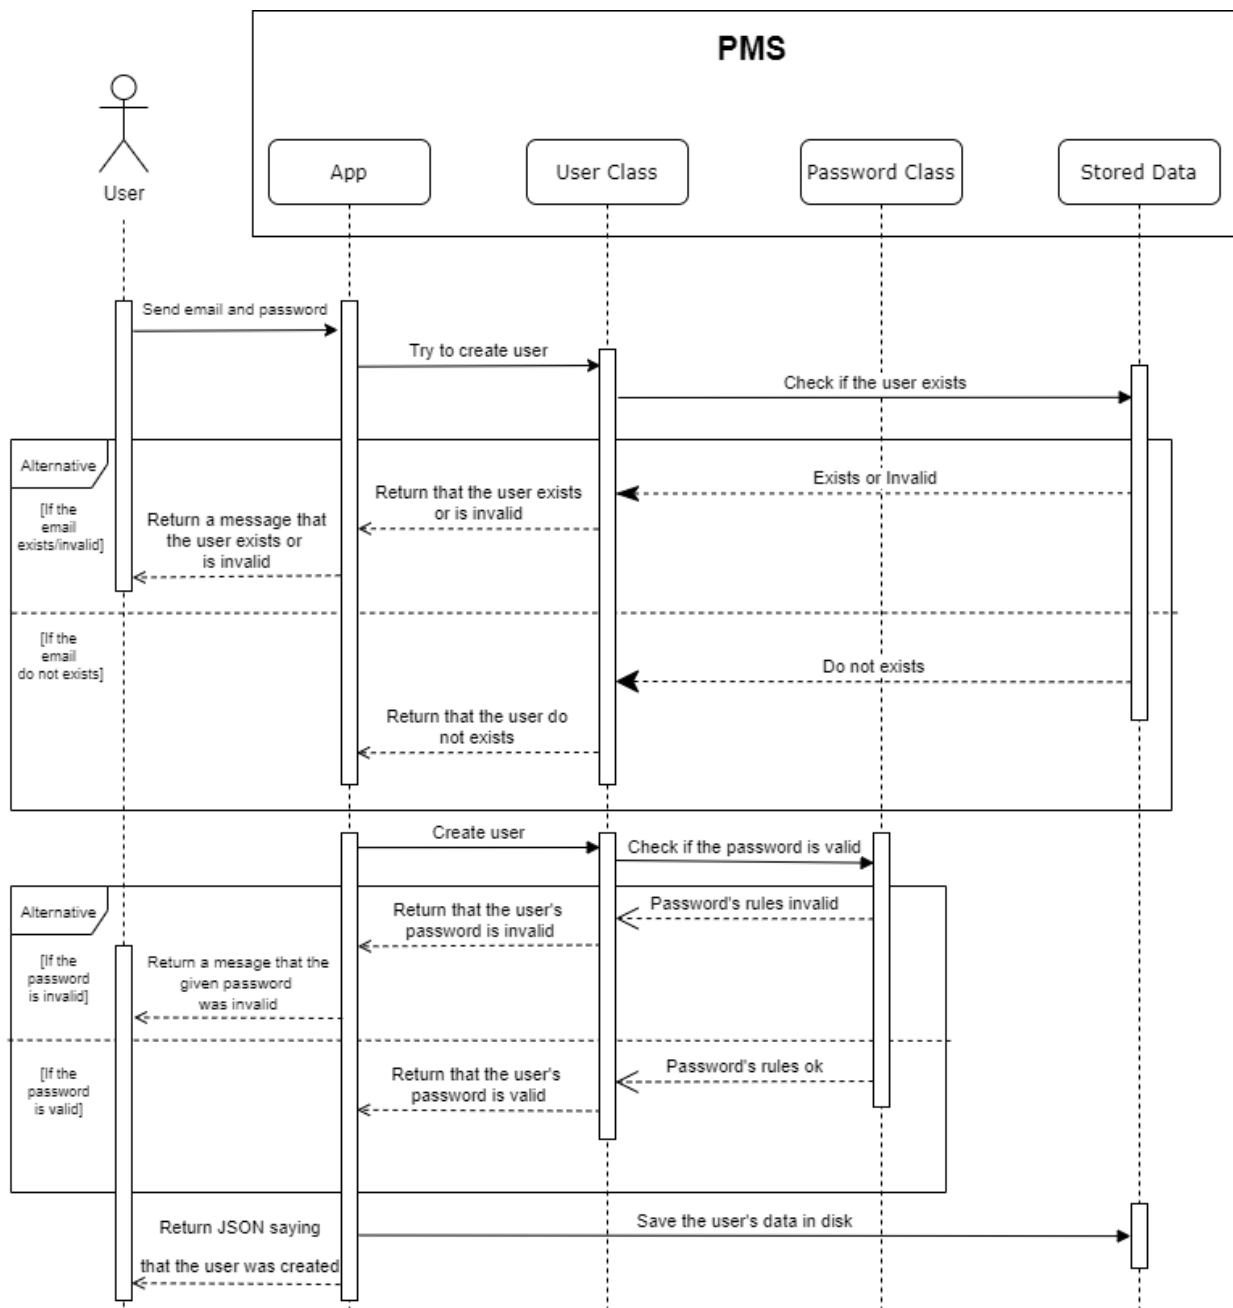 PMS
User
App
User Class
Password Class
Stored Data
Send email and password
Try to create user
Check if the user exists
Alternative
[If the
email
exists/invalid]
Exists or Invalid
Return that the user exists
or is invalid
Return a message that
the user exists or
is invalid
[If the
email
do not exists]
Do not exists
Return that the user do
not exists
Create user
Check if the password is valid
Alternative
[If the
password
is invalid]
Password's rules invalid
Return that the user's
password is invalid
Return a mesage that the
given password
was invalid
[If the
password
is valid]
Password's rules ok
Return that the user's
password is valid
Save the user's data in disk
Return JSON saying
that the user was created